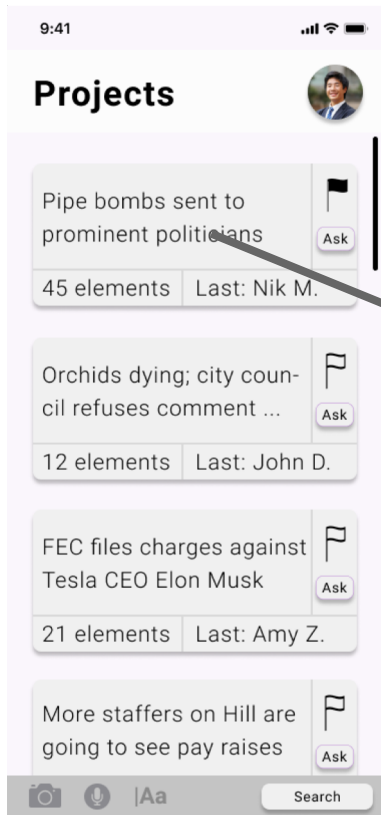 9:41
Projects
Pipe bombs sent to
prominent politicians
Ask
45 elements Last: Nik M.
Orchids dying; city coun-
cil refuses comment ...
Ask
12 elements Last: John D.
FEC files charges against
Tesla CEO Elon Musk
Ask
21 elements Last: Amy Z.
More staffers on Hill are
going to see pay raises
Ask
|Aa
Search